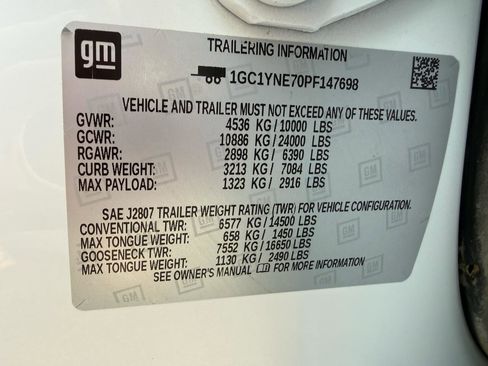 gm
TRAILERING INFORMATION
1GC1YNE70PF147698
VEHICLE AND TRAILER MUST NOT EXCEED ANY OF THESE VALUES.
GVWR: 4536 KG/10000 LBS
GCWR: 10886 KG/24000 LBS
RGAWR: 2898 KG/ 6390 LBS
CURB WEIGHT: 3213 KG/ 7084 LBS
MAX PAYLOAD: 1323 KG/ 2916 LBS
SAE J2807 TRAILER WEIGHT RATING (TWR) FOR VEHICLE CONFIGURATION.
CONVENTIONAL TWR: 6577 KG/14500 LBS
MAX TONGUE WEIGHT: 658 KG/ 1450 LBS
GOOSENECK TWR: 7552 KG/16650 LBS
MAX TONGUE WEIGHT: 1130 KG/ 2490 LBS
SEE OWNER'S MANUAL FOR MORE INFORMATION